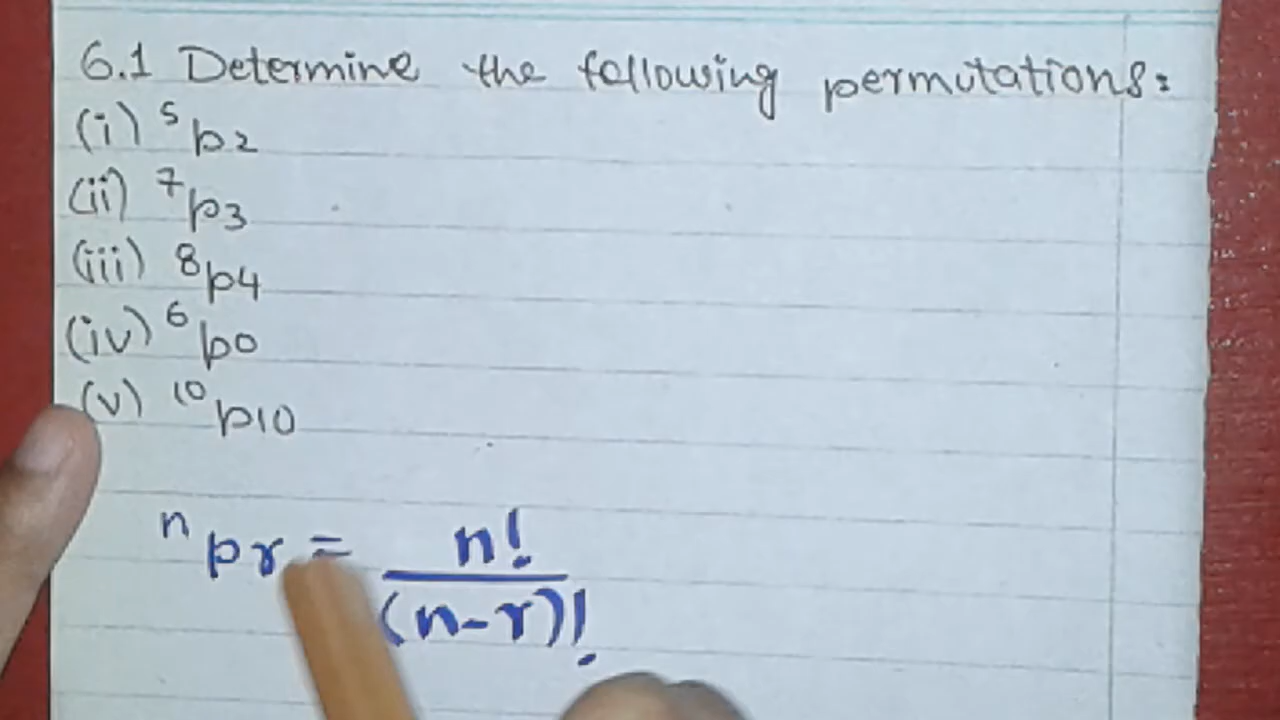 6.1 Determine the following permutations:
(i) ⁵p₂
(ii) ⁷p₃
(iii) ⁸p₄
(iv) ⁶p₀
(v) ¹⁰p₁₀
ⁿpᵣ = n!
(n-r)!